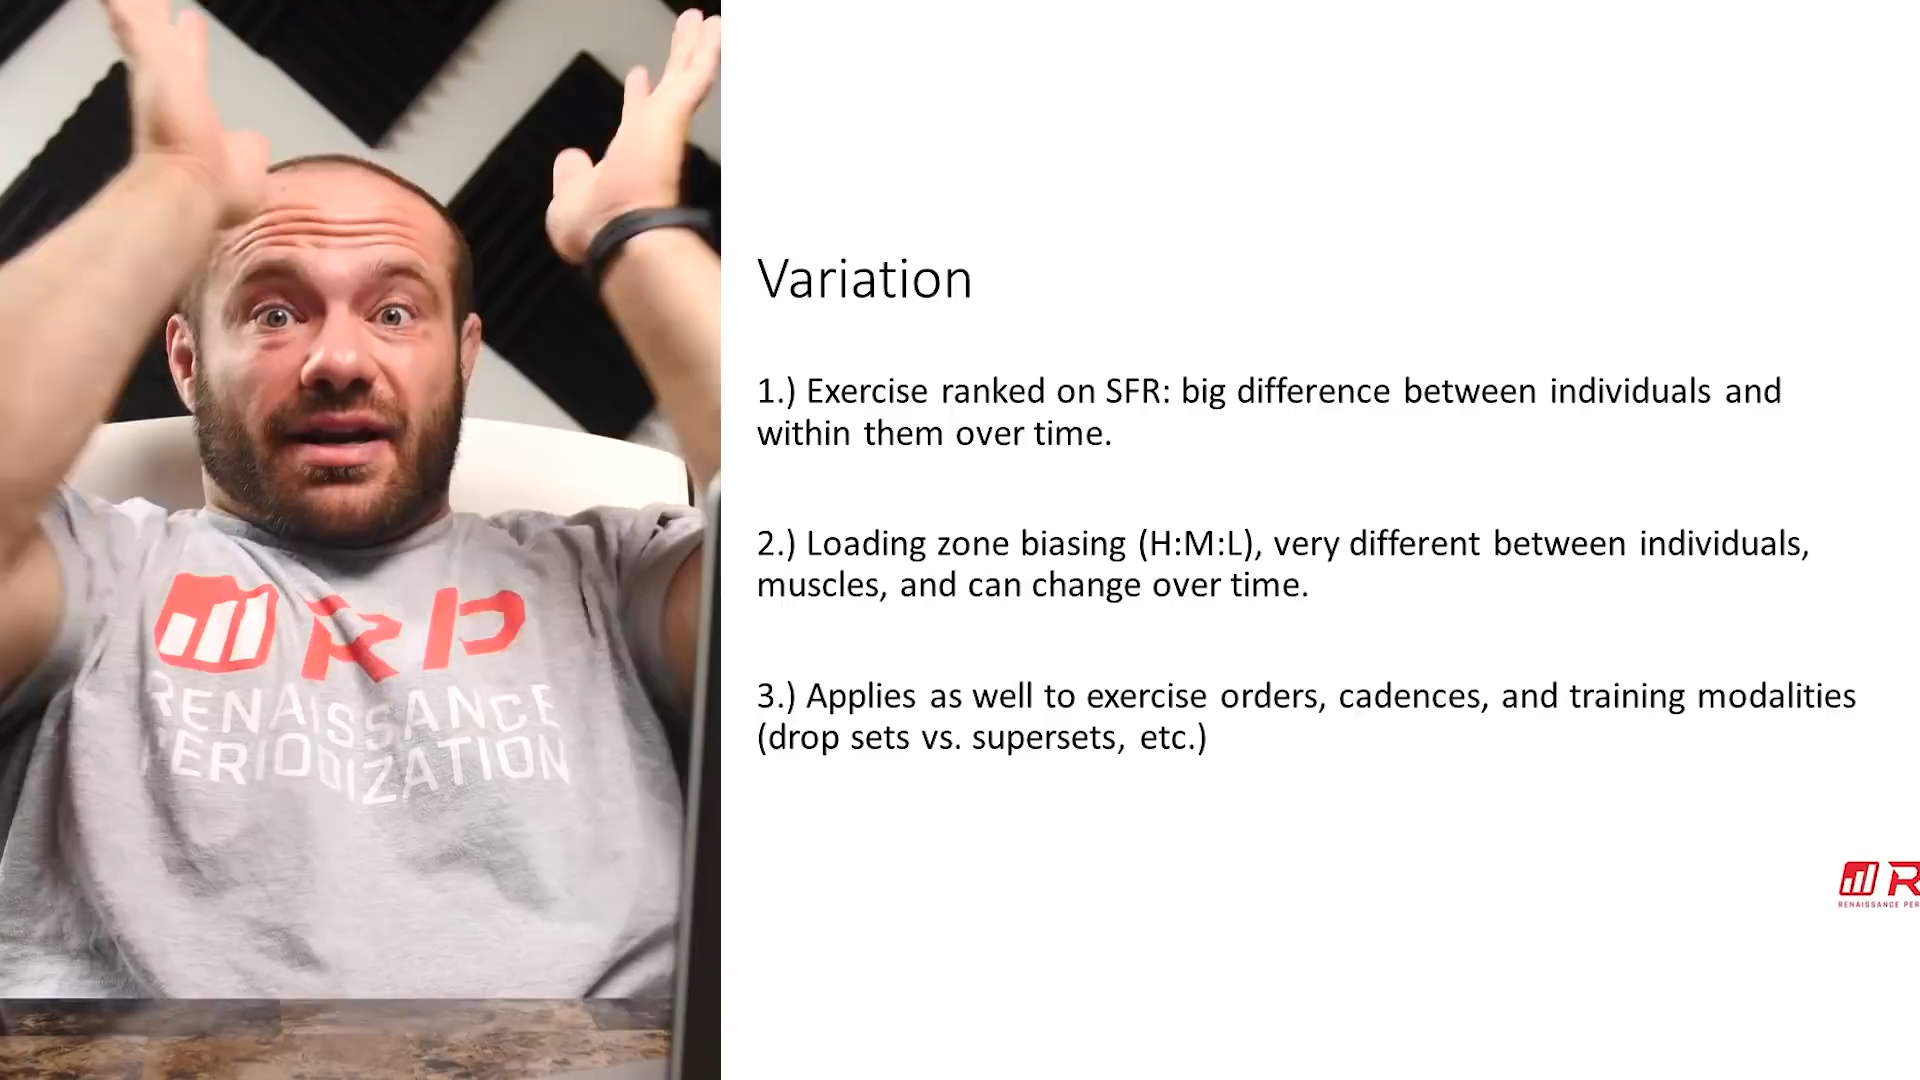 RP
RENAISSANCE
PERIODIZATION
Variation
1.) Exercise ranked on SFR: big difference between individuals and
within them over time.
2.) Loading zone biasing (H:M:L), very different between individuals,
muscles, and can change over time.
3.) Applies as well to exercise orders, cadences, and training modalities
(drop sets vs. supersets, etc.)
R
RENAISSANCE PER